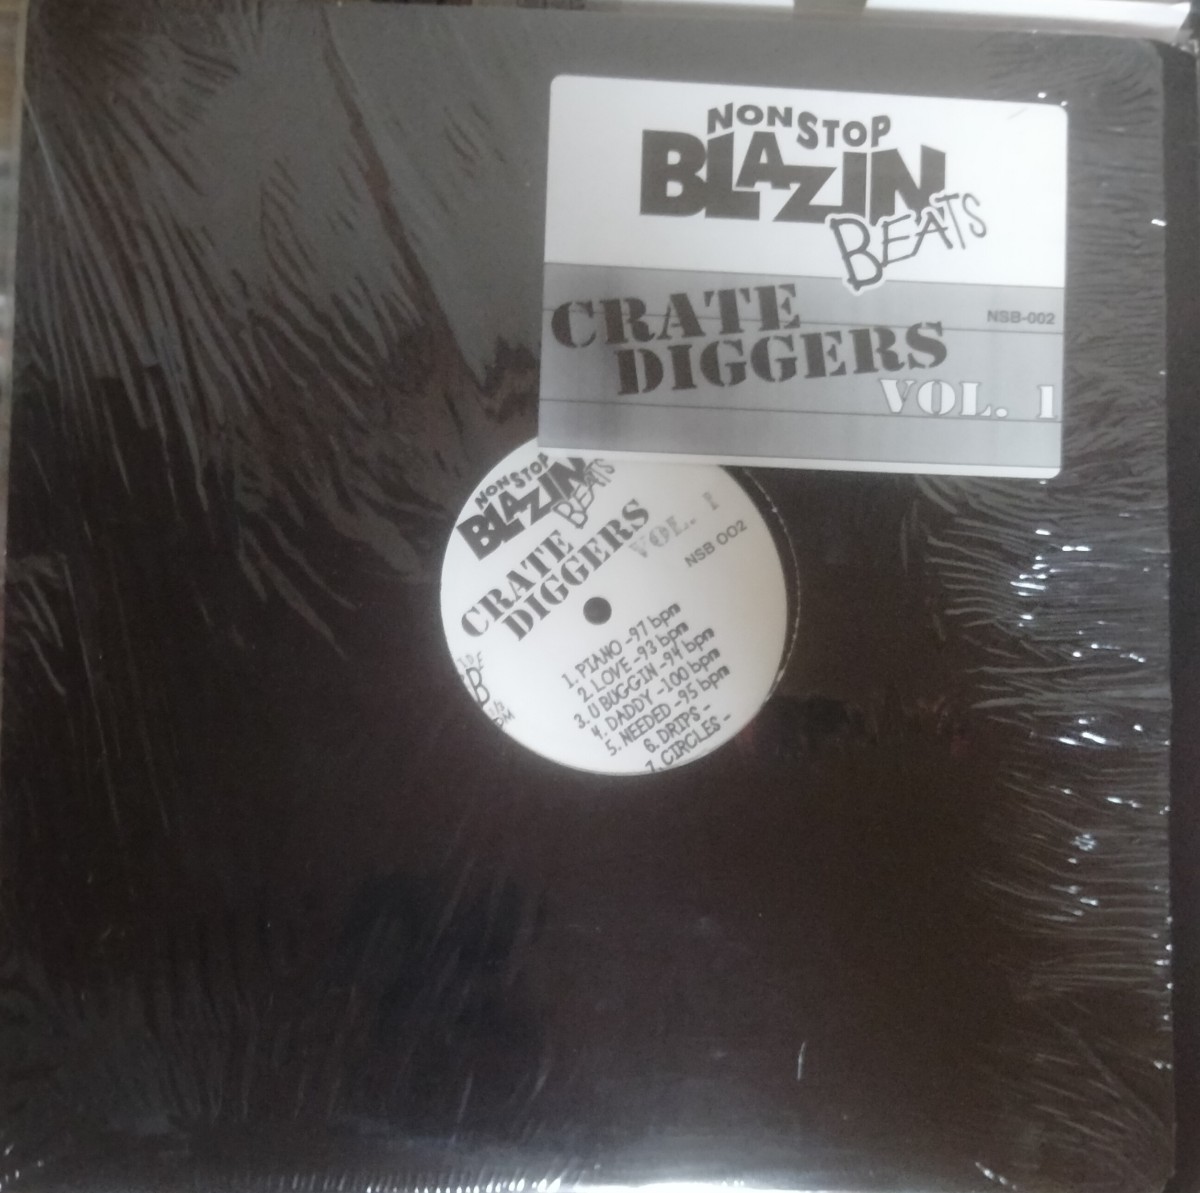 NON STOP
BLAZIN
BEATS
CRATE
NSB-002
DIGGERS
VOL. 1
NON STOP
BLAZIN
BEATS
CRATE
DIGGERS
VOL. 1
NSB 002
B
1. PIANO -97 bpm
2. LOVE -93 bpm
3. U BUGGIN -94 bpm
4. DADDY -100 bpm
5. NEEDED -95 bpm
6. DRIPS -
7. CIRCLES -